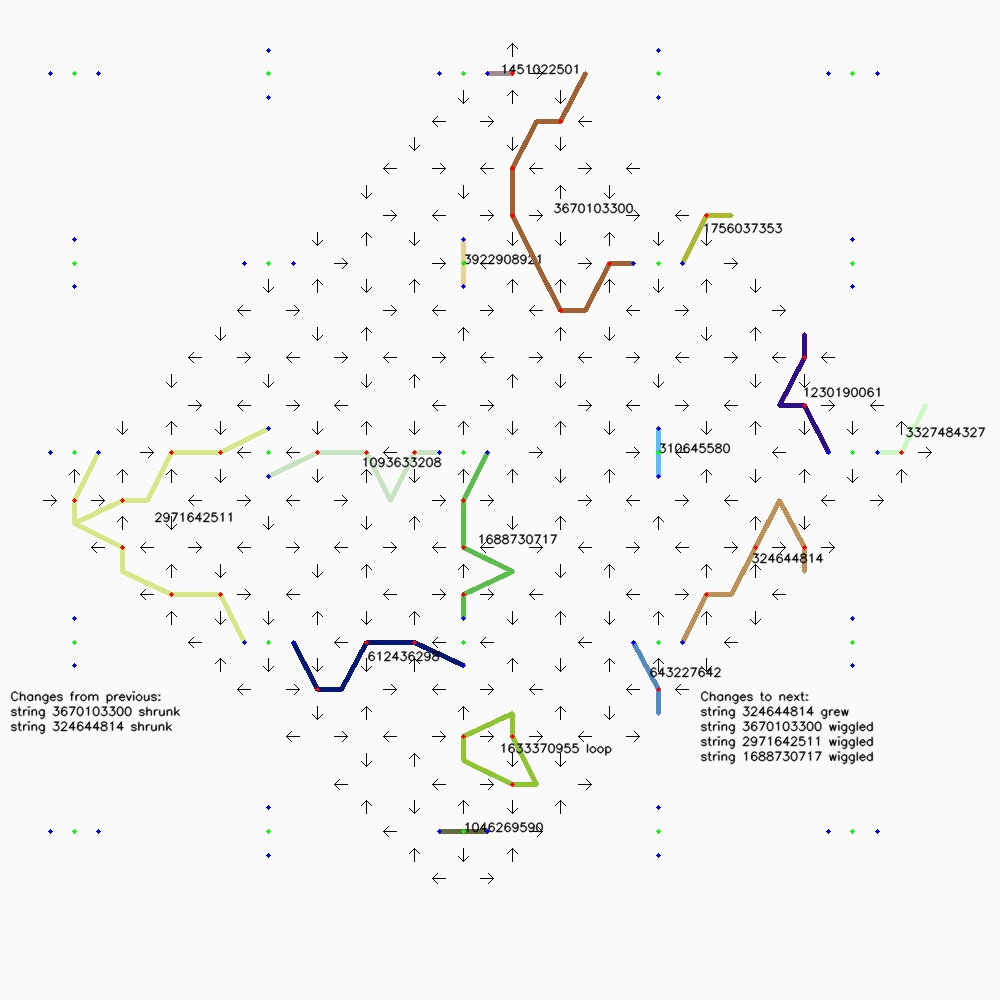 1451022501
3670103300
1756037353
3922908921
1230190061
3327484327
310645580
1093633208
2971642511
1688730717
324644814
612436298
643227642
Changes from previous:
string 3670103300 shrunk
string 324644814 shrunk
Changes to next:
string 324644814 grew
string 3670103300 wiggled
string 2971642511 wiggled
string 1688730717 wiggled
1633370955 loop
1046269590